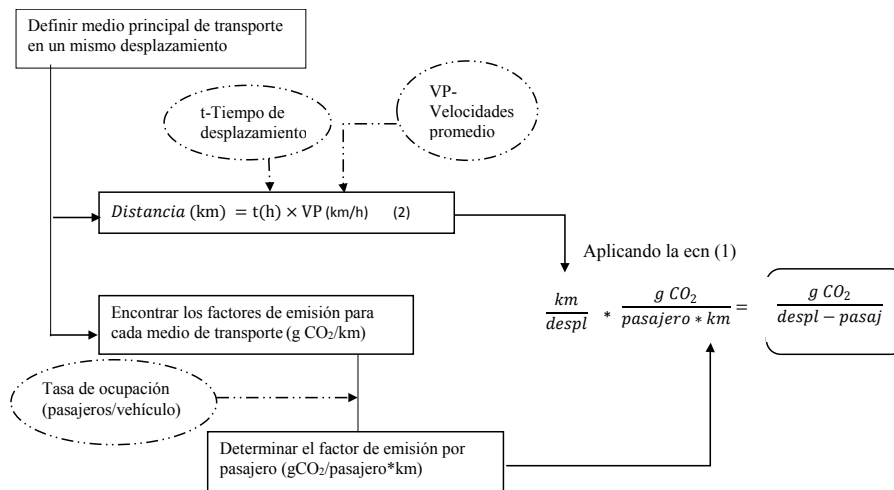 Definir medio principal de transporte
en un mismo desplazamiento
t-Tiempo de
desplazamiento
VP-
Velocidades
promedio
Distancia (km) = t(h) × VP (km/h) (2)
Aplicando la ecn (1)
km/despl * g CO₂/pasajero * km = g CO₂/despl − pasaj
Encontrar los factores de emisión para
cada medio de transporte (g CO₂/km)
Tasa de ocupación
(pasajeros/vehículo)
Determinar el factor de emisión por
pasajero (gCO₂/pasajero*km)